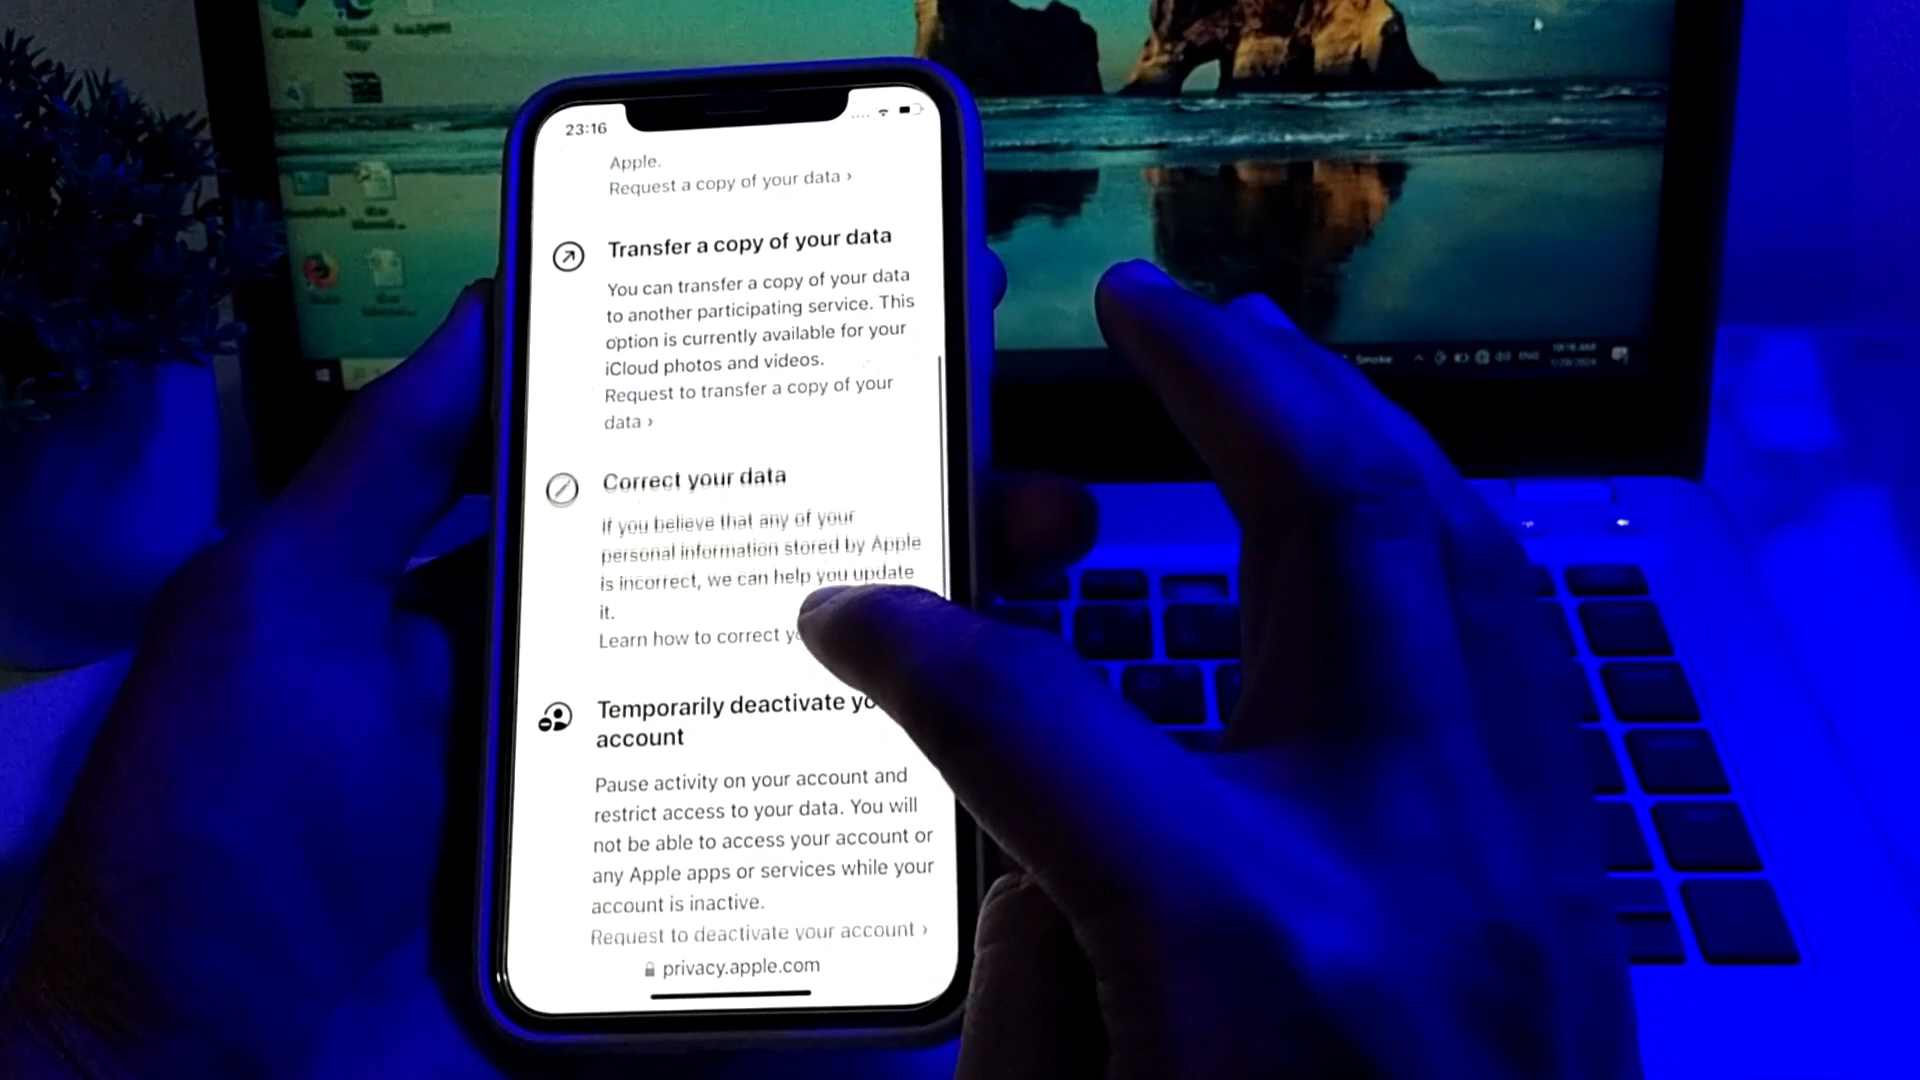 23:16
Apple.
Request a copy of your data ›
Transfer a copy of your data
You can transfer a copy of your data
to another participating service. This
option is currently available for your
iCloud photos and videos.
Request to transfer a copy of your
data ›
Correct your data
If you believe that any of your
personal information stored by Apple
is incorrect, we can help you update
it.
Learn how to correct
Temporarily deactivate
account
Pause activity on your account and
restrict access to your data. You will
not be able to access your account or
any Apple apps or services while your
account is inactive.
Request to deactivate your account ›
privacy.apple.com
Smoke
ENG